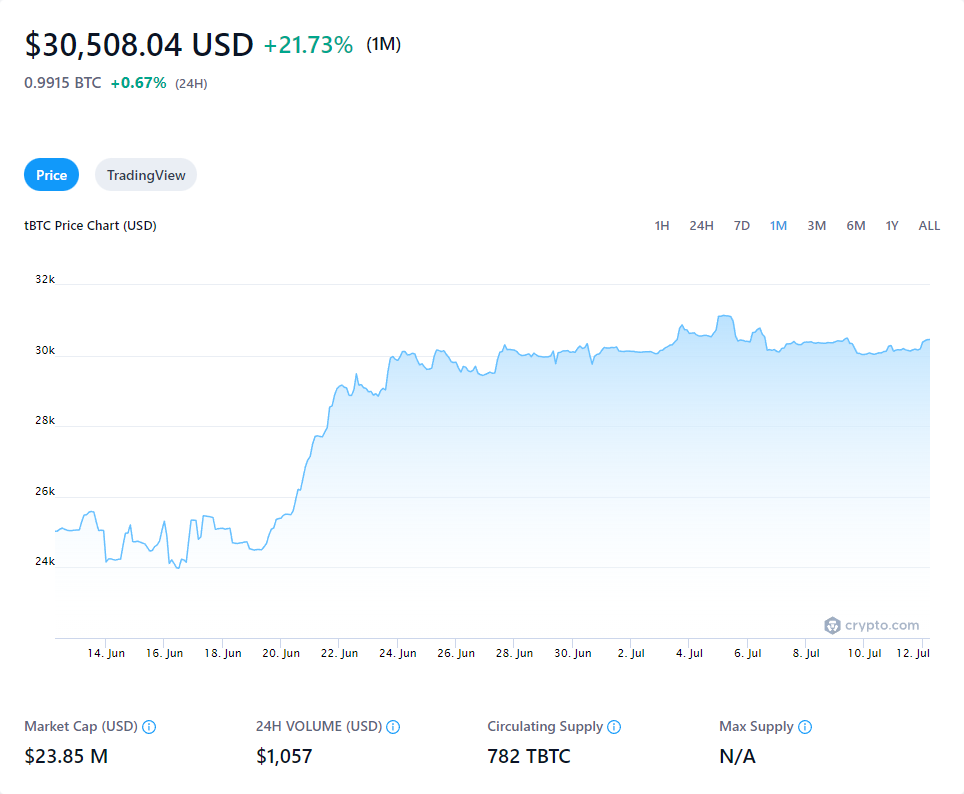 $30,508.04 USD +21.73% (1M)
0.9915 BTC +0.67% (24H)
Price TradingView
tBTC Price Chart (USD) 1H 24H 7D 1M 3M 6M 1Y ALL
32k
30k
28k
26k
24k
crypto.com
14. Jun 16. Jun 18. Jun 20. Jun 22. Jun 24. Jun 26. Jun 28. Jun 30. Jun 2. Jul 4. Jul 6. Jul 8. Jul 10. Jul 12. Jul
Market Cap (USD) 24H VOLUME (USD) Circulating Supply Max Supply
$23.85 M $1,057 782 TBTC N/A